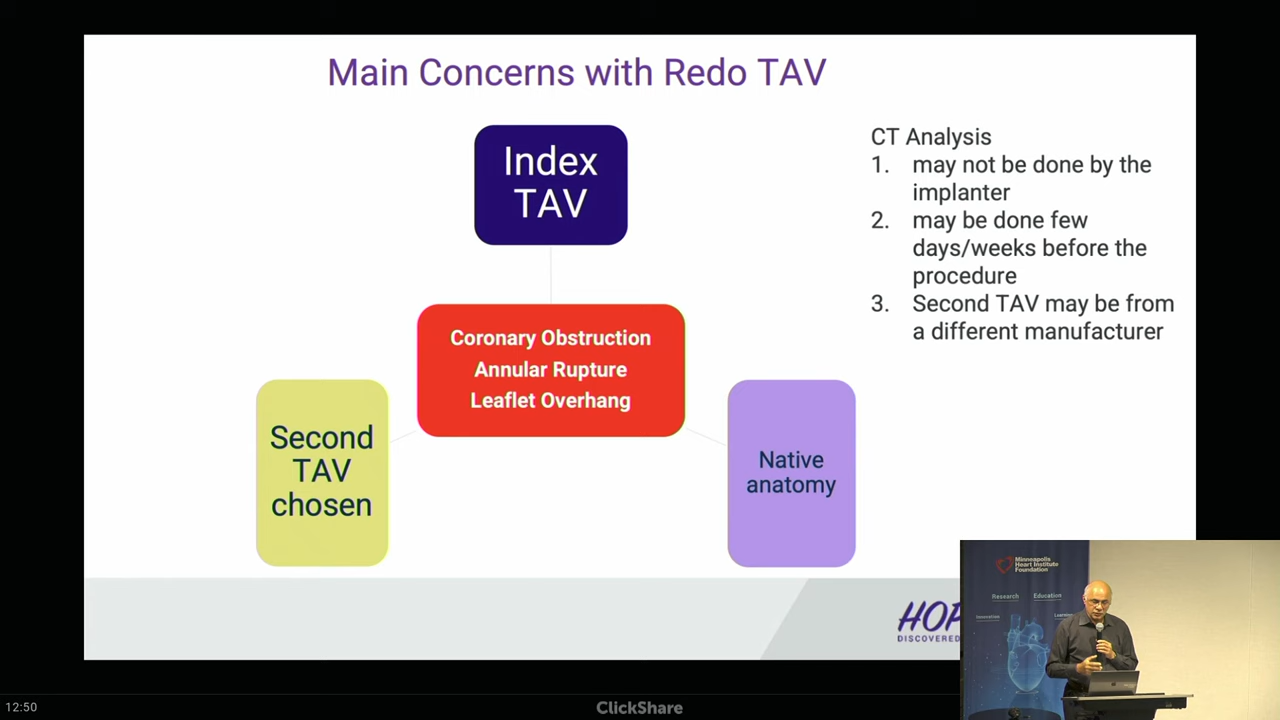 Main Concerns with Redo TAV
Index
TAV
Coronary Obstruction
Annular Rupture
Leaflet Overhang
Second
TAV
chosen
Native
anatomy
CT Analysis
1. may not be done by the
implanter
2. may be done few
days/weeks before the
procedure
3. Second TAV may be from
a different manufacturer
DISCOVERED
Minneapolis
Heart Institute
Foundation
Research Education
Innovation
12:50
ClickShare